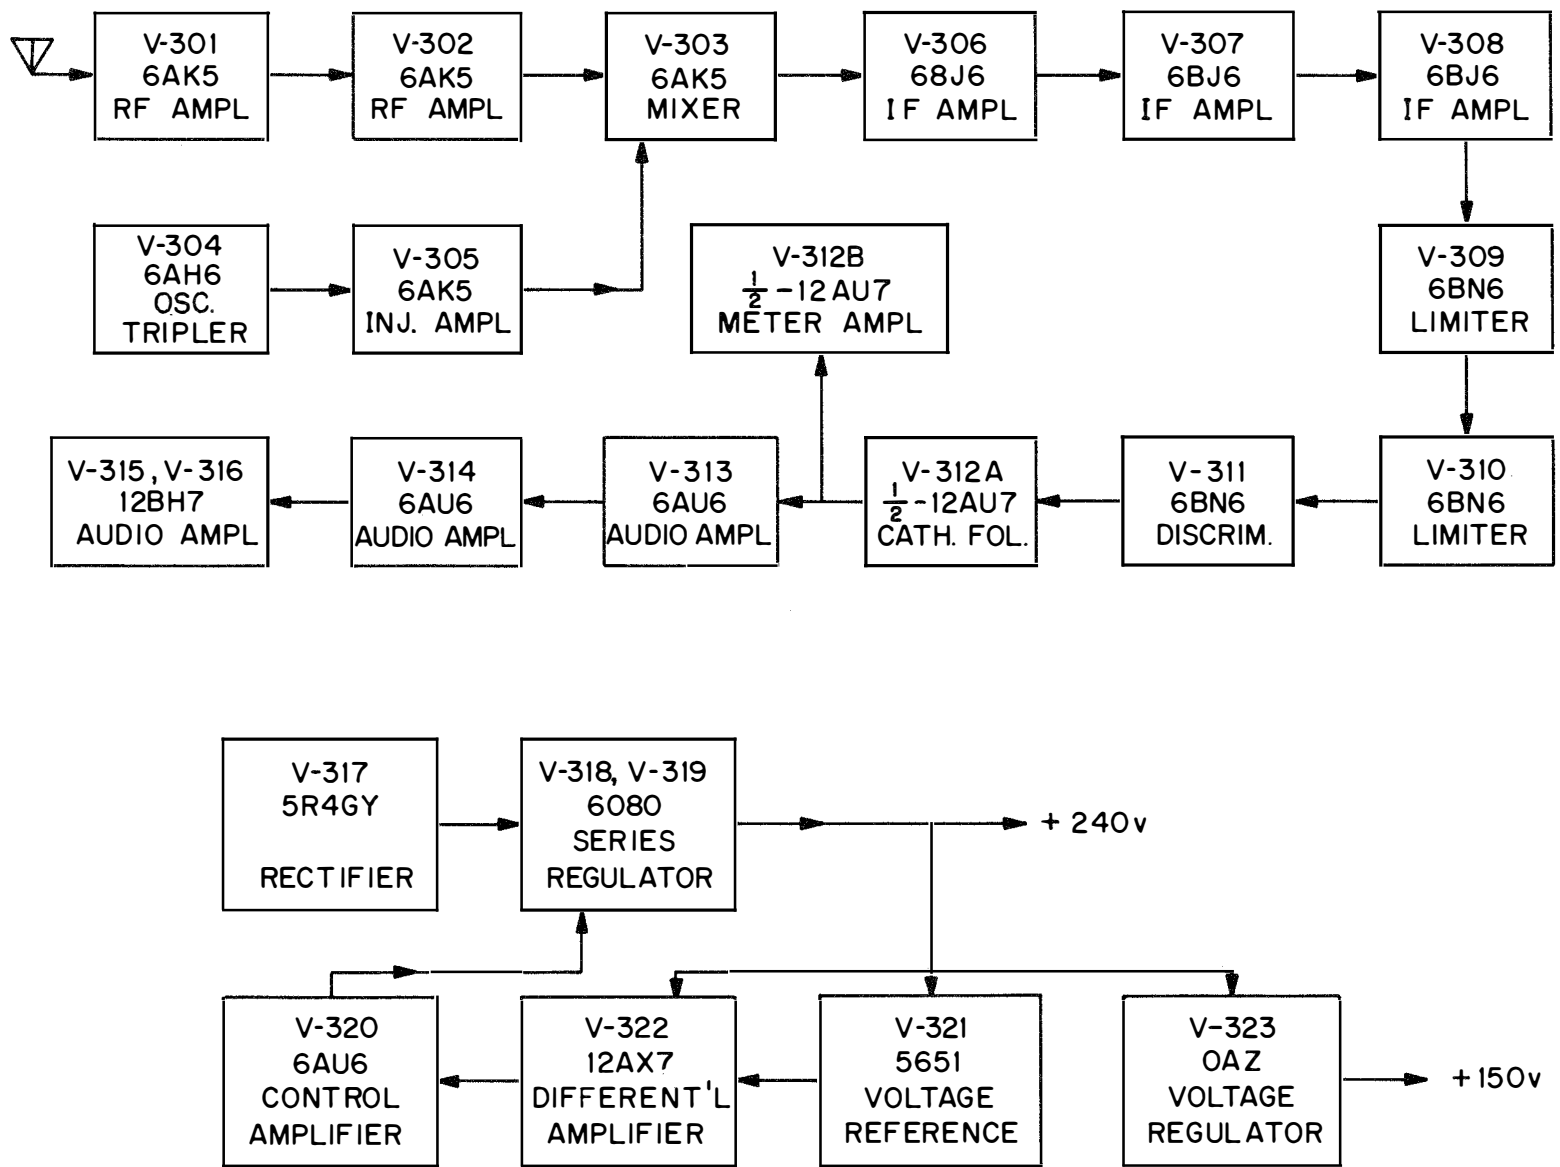 V-301
6AK5
RF AMPL
V-302
6AK5
RF AMPL
V-303
6AK5
MIXER
V-306
68J6
IF AMPL
V-307
6BJ6
IF AMPL
V-308
6BJ6
IF AMPL
V-304
6AH6
OSC.
TRIPLER
V-305
6AK5
INJ. AMPL
V-312B
1/2-12AU7
METER AMPL
V-309
6BN6
LIMITER
V-315, V-316
12BH7
AUDIO AMPL
V-314
6AU6
AUDIO AMPL
V-313
6AU6
AUDIO AMPL
V-312A
1/2-12AU7
CATH. FOL.
V-311
6BN6
DISCRIM.
V-310
6BN6
LIMITER
V-317
5R4GY
RECTIFIER
V-318, V-319
6080
SERIES
REGULATOR
+ 240v
V-320
6AU6
CONTROL
AMPLIFIER
V-322
12AX7
DIFFERENT'L
AMPLIFIER
V-321
5651
VOLTAGE
REFERENCE
V-323
OAZ
VOLTAGE
REGULATOR
+150v